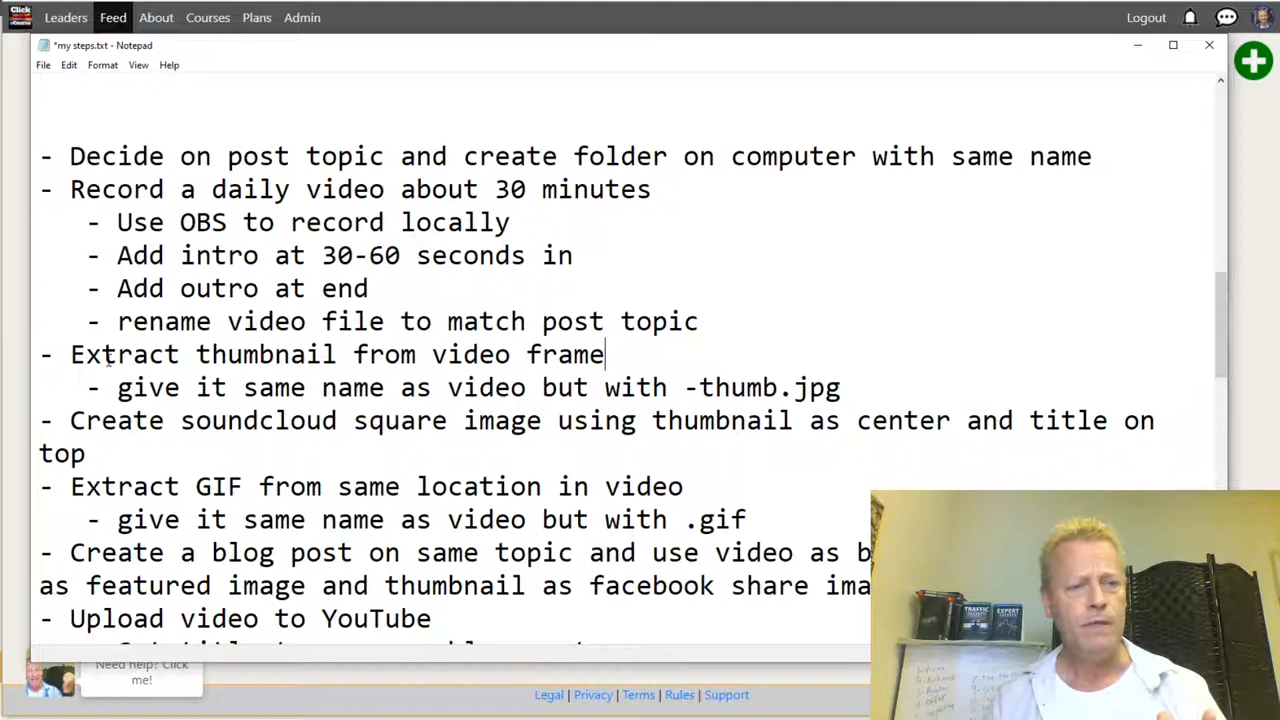 Click
Leaders Feed About Courses Plans Admin Logout
*my steps.txt - Notepad
File Edit Format View Help
- Decide on post topic and create folder on computer with same name
- Record a daily video about 30 minutes
- Use OBS to record locally
- Add intro at 30-60 seconds in
- Add outro at end
- rename video file to match post topic
- Extract thumbnail from video frame
- give it same name as video but with -thumb.jpg
- Create soundcloud square image using thumbnail as center and title on
top
- Extract GIF from same location in video
- give it same name as video but with .gif
- Create a blog post on same topic and use video as
as featured image and thumbnail as facebook share
- Upload video to YouTube
TRAFFIC
SECRETS
EXPERT
SECRETS
Need help? Click
me!
Legal | Privacy | Terms | Rules | Support